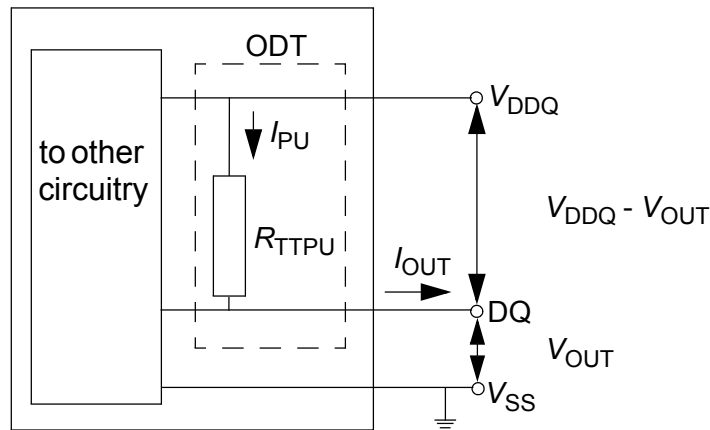 ODT
V_DDQ
I_PU
to other
circuitry
V_DDQ - V_OUT
R_TTPU
I_OUT
DQ
V_OUT
V_SS